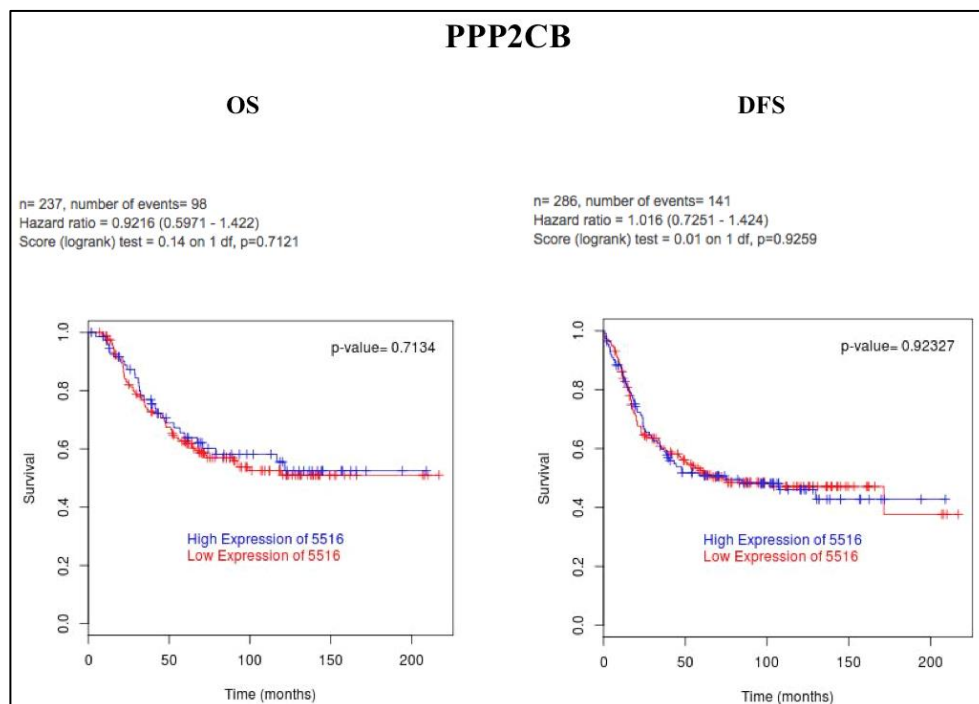 PPP2CB
OS
n= 237, number of events= 98
Hazard ratio = 0.9216 (0.5971 - 1.422)
Score (logrank) test = 0.14 on 1 df, p=0.7121
p-value= 0.7134
1.0
0.8
0.6
0.4
0.2
0.0
Survival
High Expression of 5516
Low Expression of 5516
0 50 100 150 200
Time (months)
DFS
n= 286, number of events= 141
Hazard ratio = 1.016 (0.7251 - 1.424)
Score (logrank) test = 0.01 on 1 df, p=0.9259
p-value= 0.92327
1.0
0.8
0.6
0.4
0.2
0.0
Survival
High Expression of 5516
Low Expression of 5516
0 50 100 150 200
Time (months)